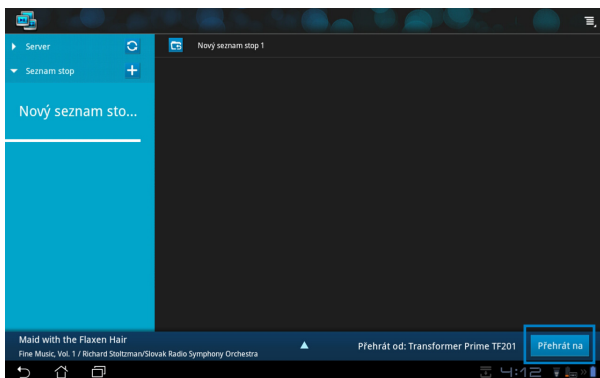 Server
Seznam stop
Nový seznam sto...
Nový seznam stop 1
Maid with the Flaxen Hair
Fine Music, Vol. 1 / Richard Stoltzman/Slovak Radio Symphony Orchestra
Přehrát od: Transformer Prime TF201
Přehrát na
4:12